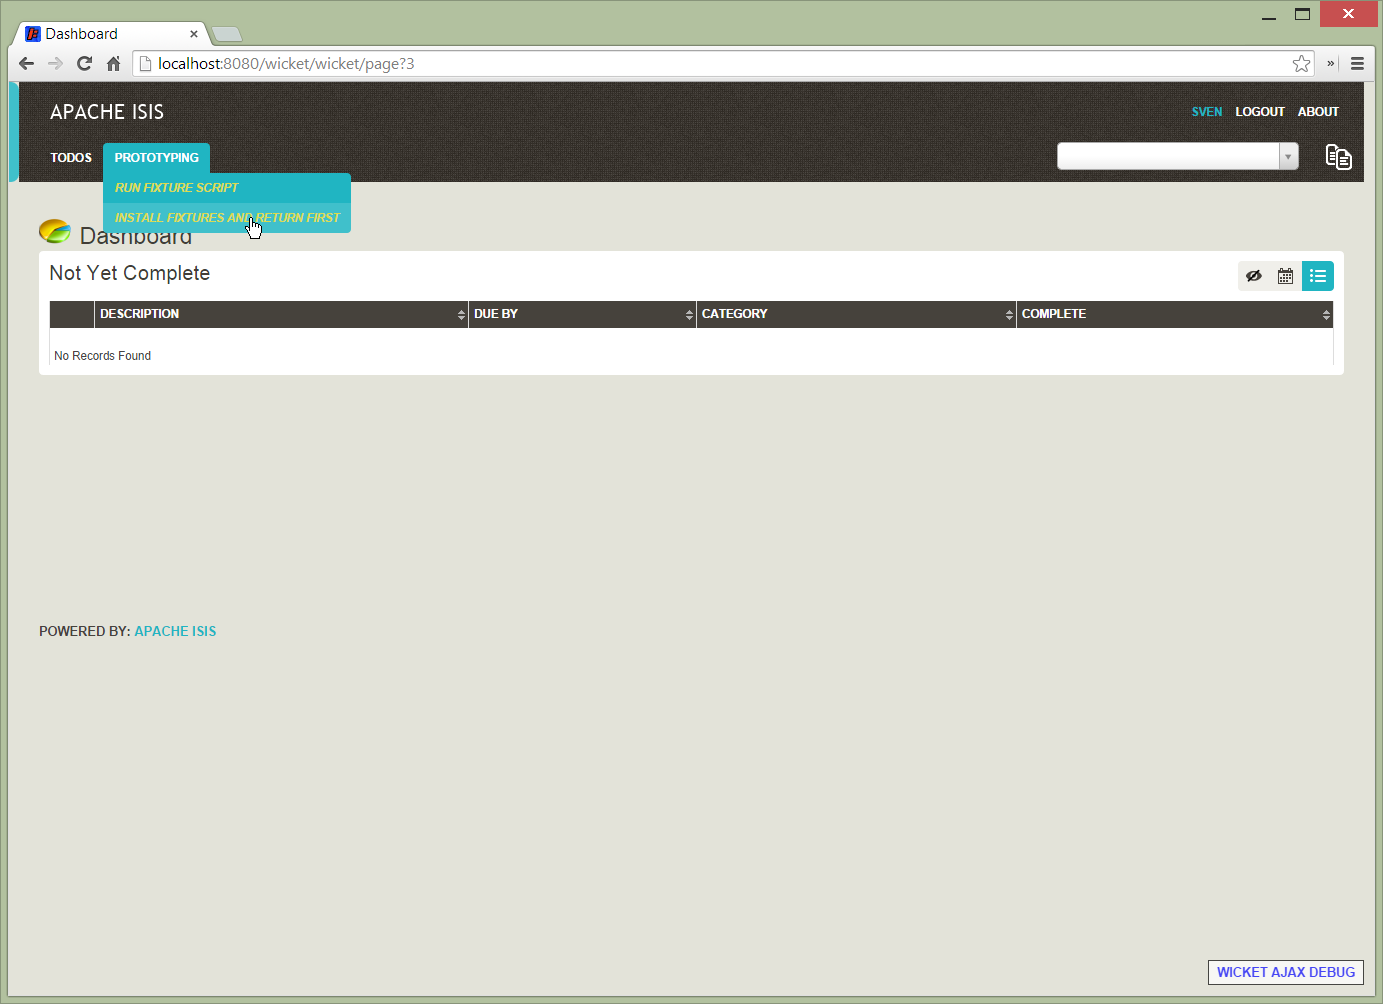 Dashboard
localhost:8080/wicket/wicket/page?3
»
APACHE ISIS
SVEN LOGOUT ABOUT
TODOS PROTOTYPING
RUN FIXTURE SCRIPT
INSTALL FIXTURES AND RETURN FIRST
Dashboard
Not Yet Complete
DESCRIPTION DUE BY CATEGORY COMPLETE
No Records Found
POWERED BY: APACHE ISIS
WICKET AJAX DEBUG